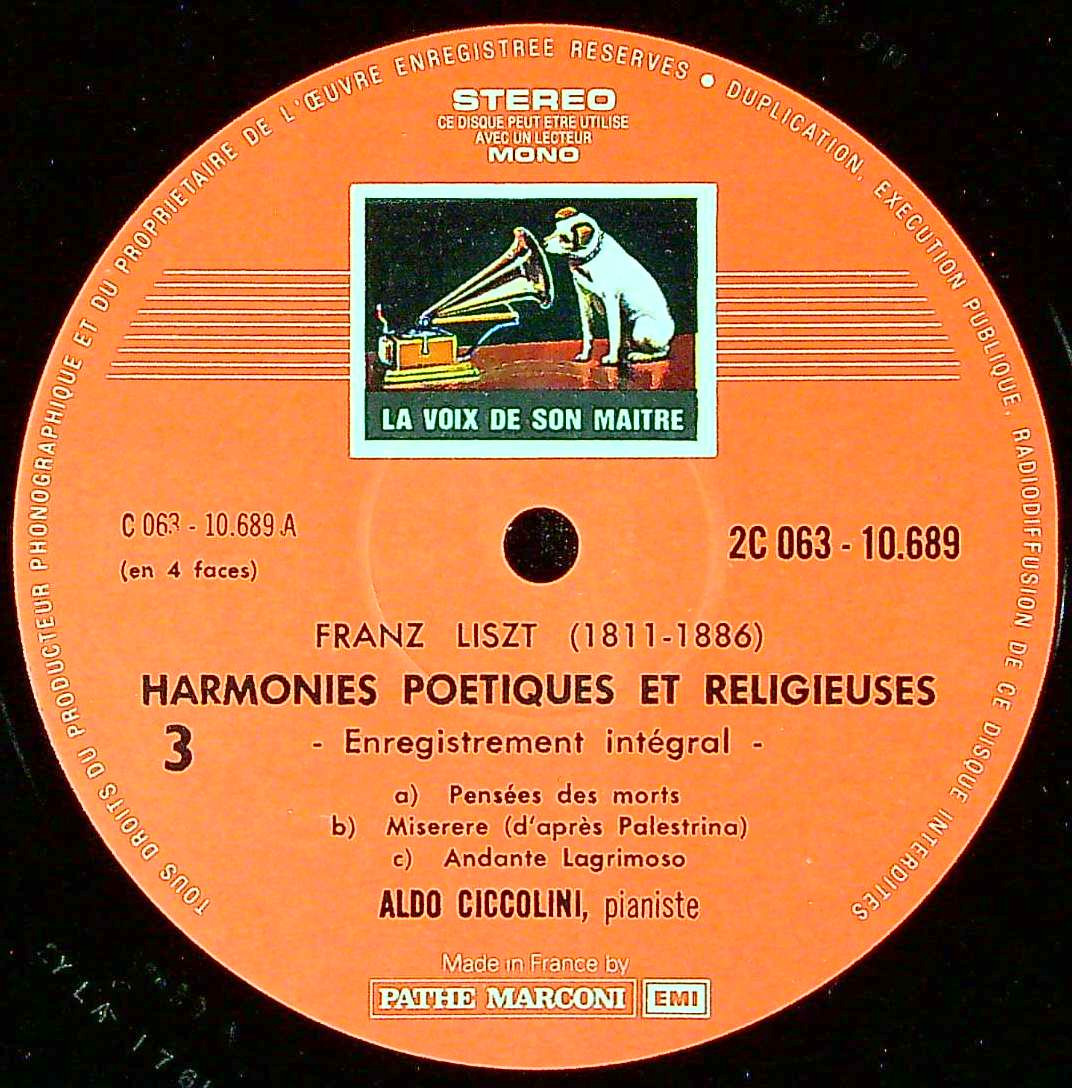 TOUS DROITS DU PRODUCTEUR PHONOGRAPHIQUE ET DU PROPRIETAIRE DE L'ŒUVRE ENREGISTREE RESERVES • DUPLICATION, EXECUTION PUBLIQUE, RADIODIFFUSION DE CE DISQUE INTERDITES
STEREO
CE DISQUE PEUT ETRE UTILISE
AVEC UN LECTEUR
MONO
LA VOIX DE SON MAITRE
C 063 - 10.689 A
2C 063 - 10.689
(en 4 faces)
FRANZ LISZT (1811-1886)
HARMONIES POETIQUES ET RELIGIEUSES
3
- Enregistrement intégral -
a) Pensées des morts
b) Miserere (d'après Palestrina)
c) Andante Lagrimoso
ALDO CICCOLINI, pianiste
Made in France by
PATHE MARCONI EMI